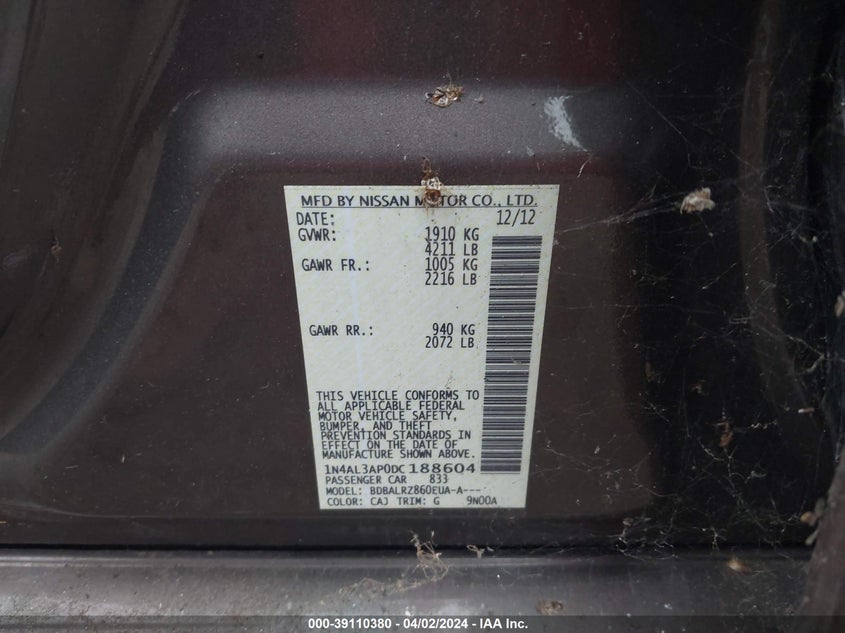 MFD BY NISSAN MOTOR CO., LTD.
DATE: 12/12
GVWR: 1910 KG
4211 LB
GAWR FR.: 1005 KG
2216 LB
GAWR RR.: 940 KG
2072 LB
THIS VEHICLE CONFORMS TO
ALL APPLICABLE FEDERAL
MOTOR VEHICLE SAFETY,
BUMPER, AND THEFT
PREVENTION STANDARDS IN
EFFECT ON THE DATE OF
MANUFACTURE SHOWN ABOVE.
1N4AL3AP0DC188604
PASSENGER CAR 833
MODEL: BDBALRZ860EUA-A---
COLOR: CAJ TRIM: G 9N00A
000-39110380 - 04/02/2024 - IAA Inc.